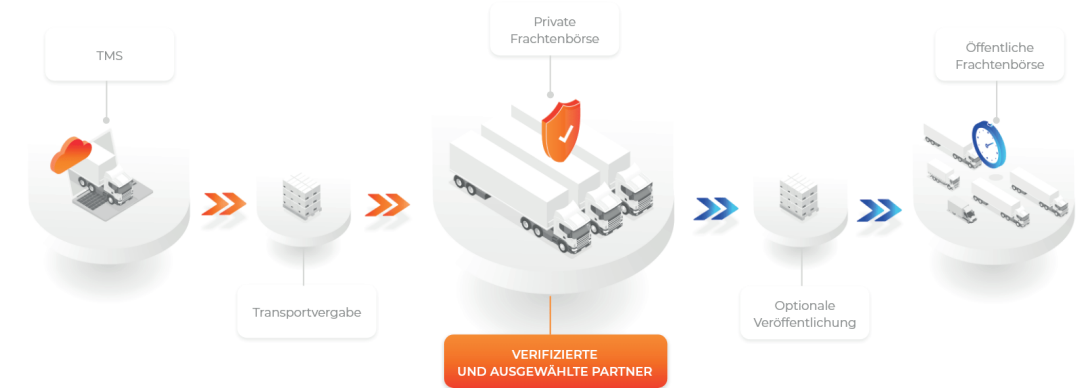 TMS
Transportvergabe
Private
Frachtenbörse
VERIFIZIERTE
UND AUSGEWÄHLTE PARTNER
Optionale
Veröffentlichung
Öffentliche
Frachtenbörse